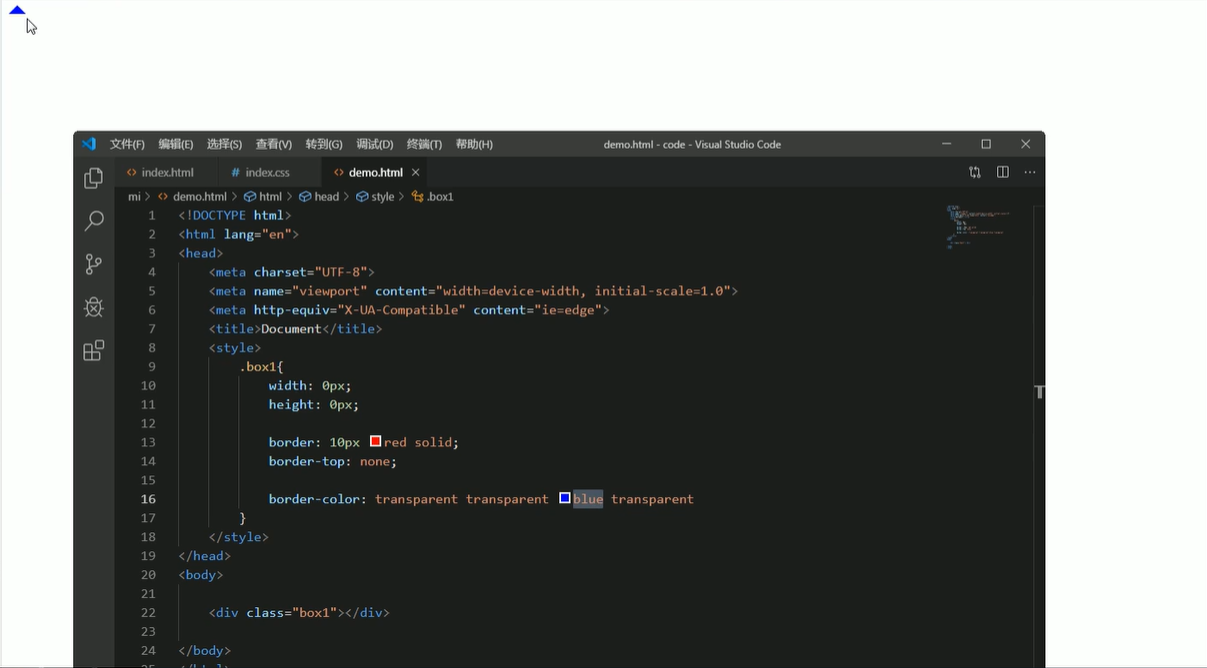 文件(F) 编辑(E) 选择(S) 查看(V) 转到(G) 调试(D) 终端(T) 帮助(H) demo.html - code - Visual Studio Code
index.html # index.css demo.html
mi > demo.html > html > head > style > .box1
1 <!DOCTYPE html>
2 <html lang="en">
3 <head>
4 <meta charset="UTF-8">
5 <meta name="viewport" content="width=device-width, initial-scale=1.0">
6 <meta http-equiv="X-UA-Compatible" content="ie=edge">
7 <title>Document</title>
8 <style>
9 .box1{
10 width: 0px;
11 height: 0px;
12
13 border: 10px red solid;
14 border-top: none;
15
16 border-color: transparent transparent blue transparent
17 }
18 </style>
19 </head>
20 <body>
21
22 <div class="box1"></div>
23
24 </body>
25 </html>